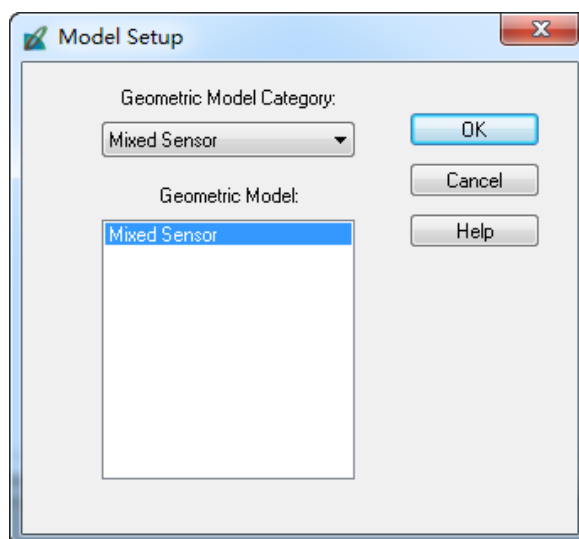 Model Setup
Geometric Model Category:
Mixed Sensor
OK
Cancel
Geometric Model:
Mixed Sensor
Help